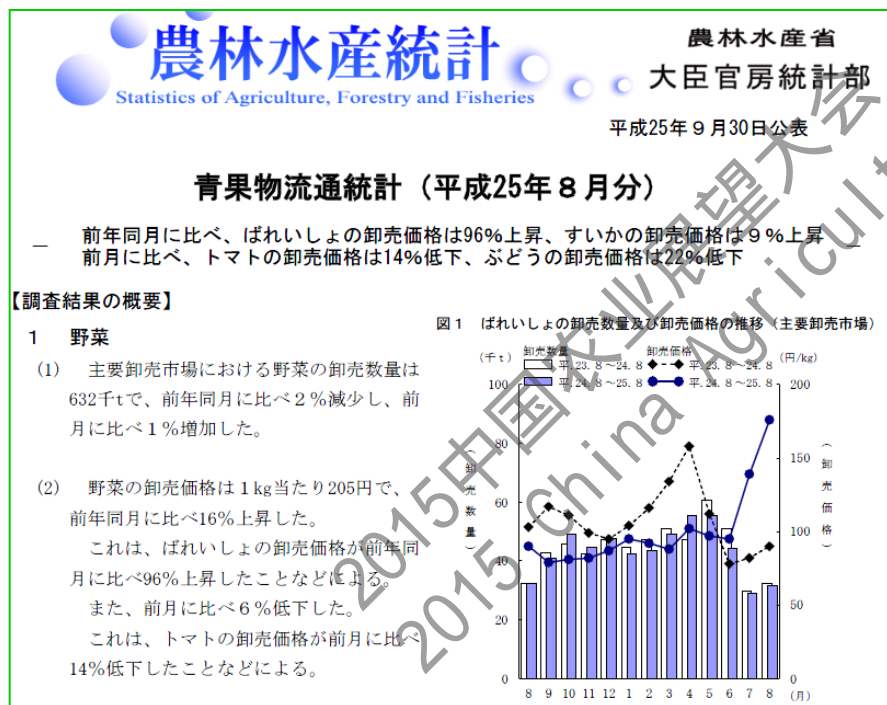 農林水産統計
Statistics of Agriculture, Forestry and Fisheries
農林水産省
大臣官房統計部
平成25年9月30日公表
青果物流通統計（平成25年８月分）
前年同月に比べ、ばれいしょの卸売価格は96％上昇、すいかの卸売価格は９％上昇
前月に比べ、トマトの卸売価格は14％低下、ぶどうの卸売価格は22％低下
【調査結果の概要】
１ 野菜
(1) 主要卸売市場における野菜の卸売数量は
632千tで、前年同月に比べ２％減少し、前
月に比べ１％増加した。
(2) 野菜の卸売価格は１kg当たり205円で、
前年同月に比べ16％上昇した。
これは、ばれいしょの卸売価格が前年同
月に比べ96％上昇したことなどによる。
また、前月に比べ６％低下した。
これは、トマトの卸売価格が前月に比べ
14％低下したことなどによる。
図１ ばれいしょの卸売数量及び卸売価格の推移（主要卸売市場）
(千ｔ) 卸売数量 卸売価格 (円/kg)
平.23. 8～24. 8 平.23. 8～24. 8
平.24. 8～25. 8 平.24. 8～25. 8
100 200
80
150
60
100
40
50
20
0 0
（卸売数量）
（卸売価格）
8 9 10 11 12 1 2 3 4 5 6 7 8 (月)
2015中国农业展望大会
2015 China Agricult